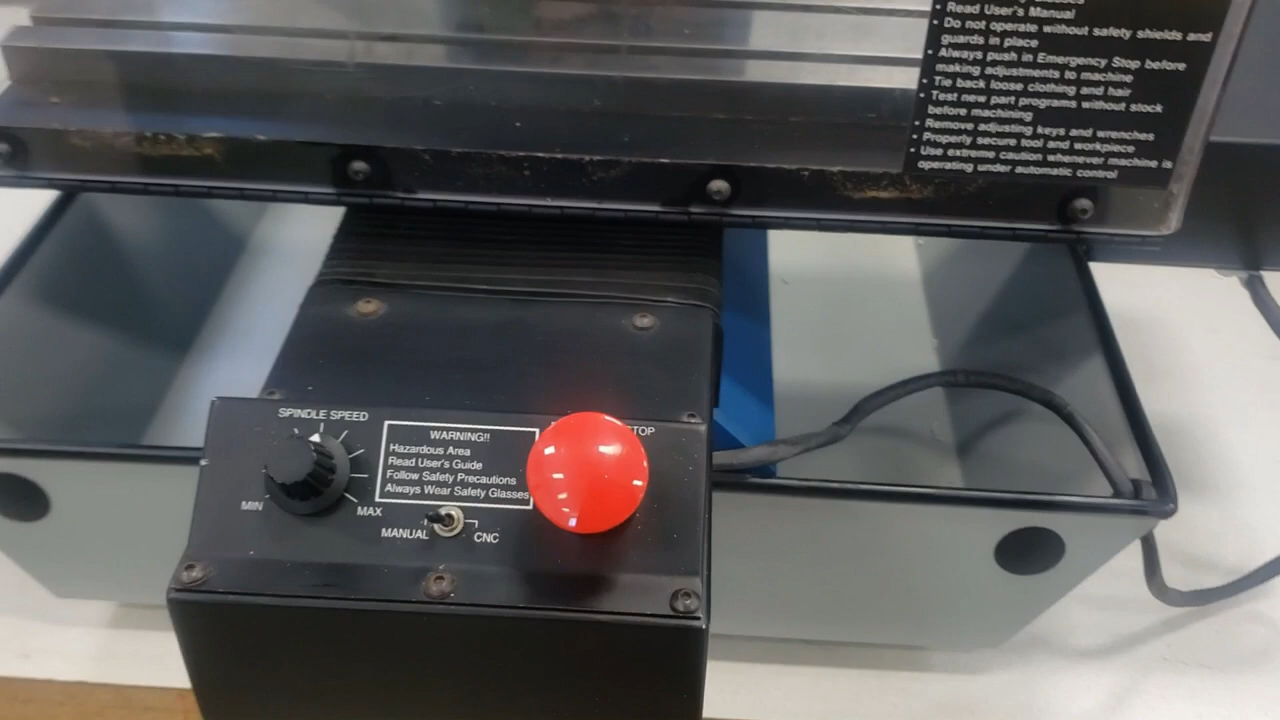 • Read User's Manual
• Do not operate without safety shields and
guards in place
• Always push in Emergency Stop before
making adjustments to machine
• Tie back loose clothing and hair
• Test new part programs without stock
before machining
• Remove adjusting keys and wrenches
• Properly secure tool and workpiece
• Use extreme caution whenever machine is
operating under automatic control
SPINDLE SPEED
MIN
MAX
WARNING!!
Hazardous Area
Read User's Guide
Follow Safety Precautions
Always Wear Safety Glasses
MANUAL
CNC